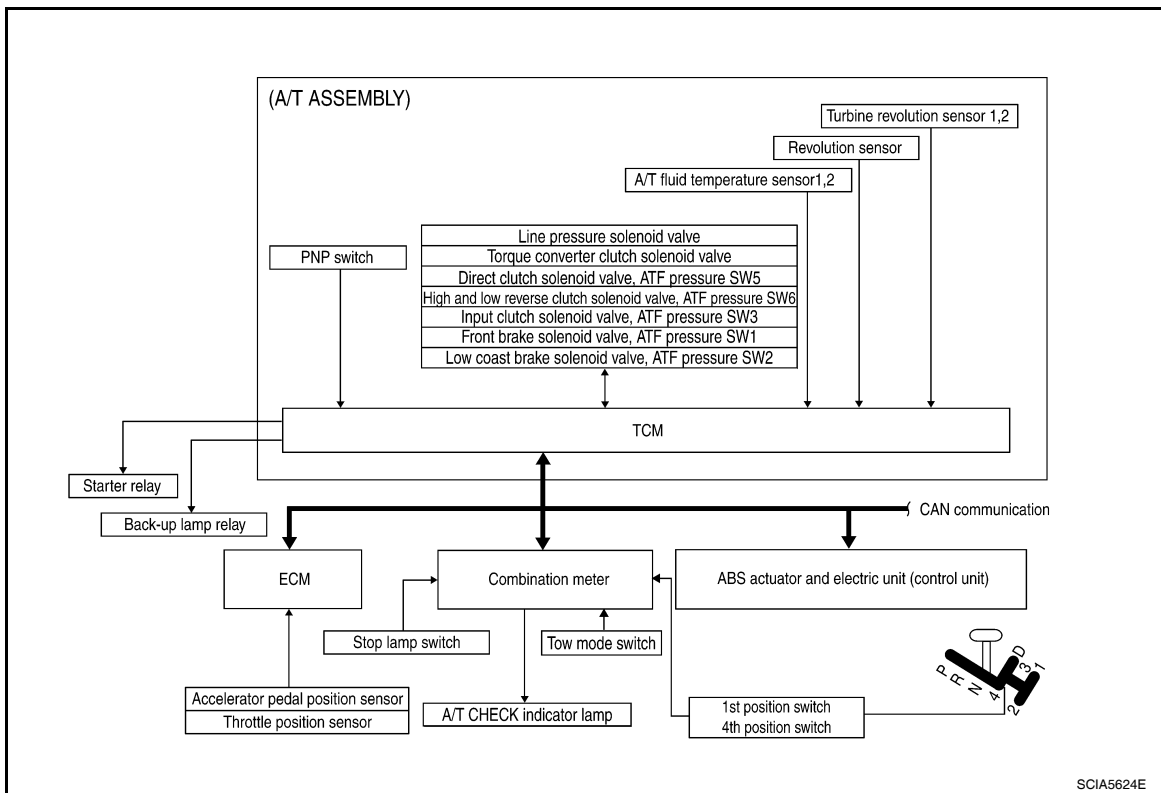 (A/T ASSEMBLY)
Turbine revolution sensor 1,2
Revolution sensor
A/T fluid temperature sensor1,2
PNP switch
Line pressure solenoid valve
Torque converter clutch solenoid valve
Direct clutch solenoid valve, ATF pressure SW5
High and low reverse clutch solenoid valve, ATF pressure SW6
Input clutch solenoid valve, ATF pressure SW3
Front brake solenoid valve, ATF pressure SW1
Low coast brake solenoid valve, ATF pressure SW2
TCM
Starter relay
Back-up lamp relay
CAN communication
ECM
Combination meter
ABS actuator and electric unit (control unit)
Stop lamp switch
Tow mode switch
Accelerator pedal position sensor
Throttle position sensor
A/T CHECK indicator lamp
1st position switch
4th position switch
P
R
N
4
D
3
1
2
SCIA5624E